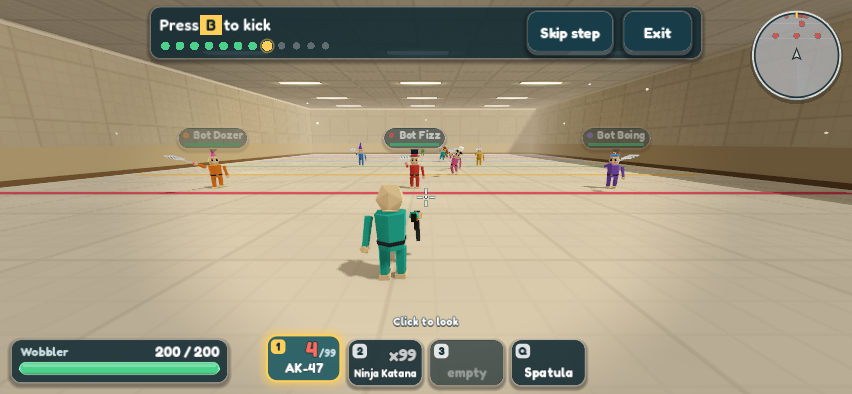 Press B to kick
Skip step
Exit
Bot Dozer
Bot Fizz
Bot Boing
Click to look
Wobbler 200 / 200
1 4/99
AK-47
2 x99
Ninja Katana
3
empty
Q
Spatula